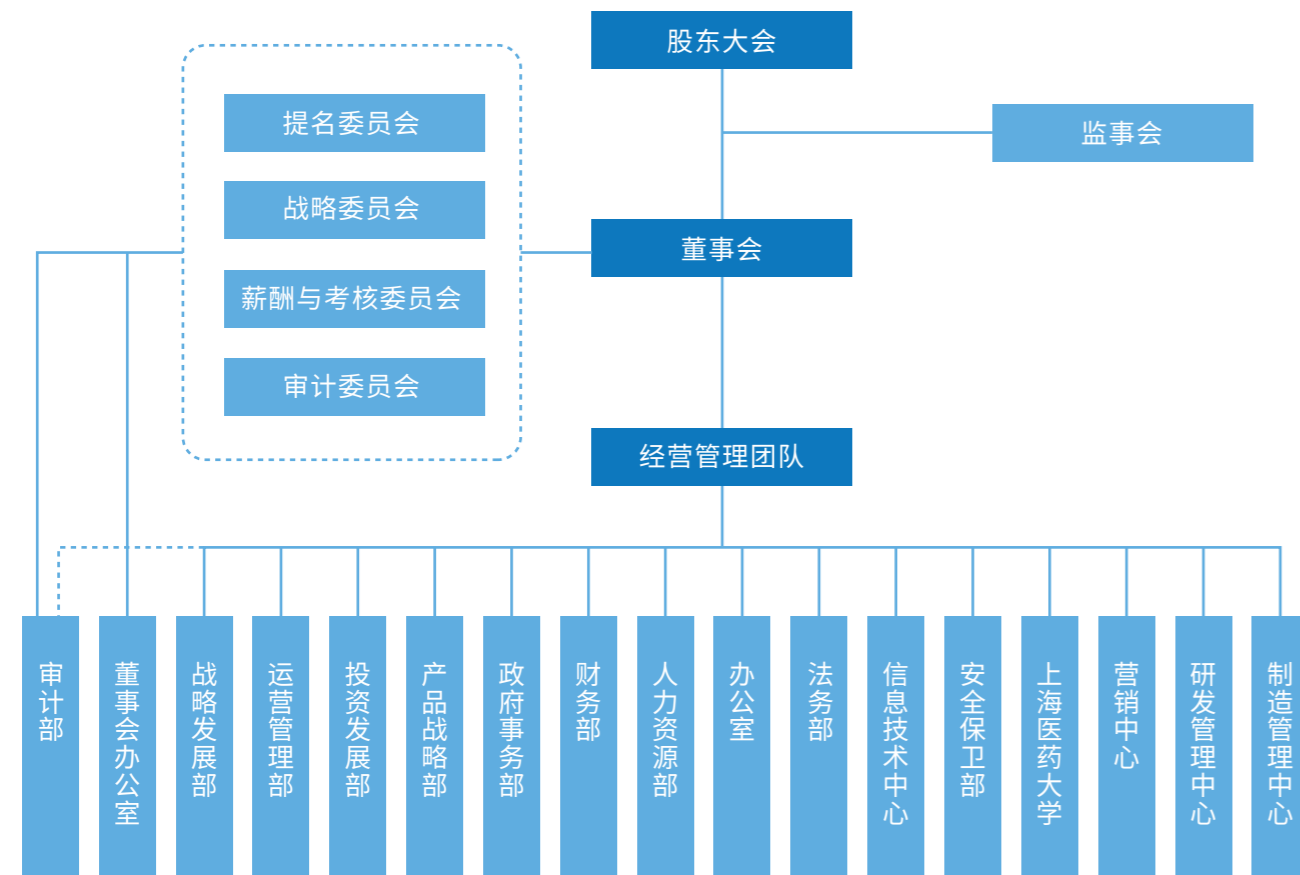 股东大会
监事会
提名委员会
战略委员会
董事会
薪酬与考核委员会
审计委员会
经营管理团队
审计部
董事会办公室
战略发展部
运营管理部
投资发展部
产品战略部
政府事务部
财务部
人力资源部
办公室
法务部
信息技术中心
安全保卫部
上海医药大学
营销中心
研发管理中心
制造管理中心